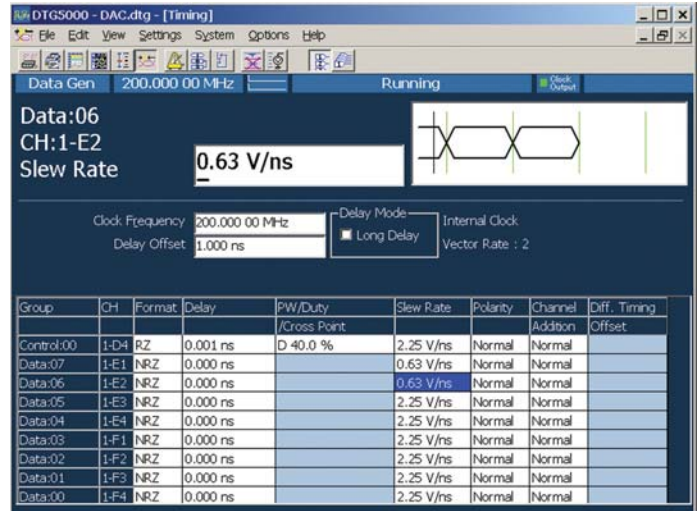 DTG5000 - DAC.dtg - [Timing]
File Edit View Settings System Options Help
Data Gen 200.000 00 MHz Running Clock Output
Data:06
CH:1-E2
Slew Rate 0.63 V/ns
Clock Frequency 200.000 00 MHz Delay Mode Internal Clock
Delay Offset 1.000 ns Long Delay Vector Rate : 2
Group CH Format Delay PW/Duty Slew Rate Polarity Channel Diff. Timing
/Cross Point Addition Offset
Control:00 1-D4 RZ 0.001 ns D 40.0 % 2.25 V/ns Normal Normal
Data:07 1-E1 NRZ 0.000 ns 0.63 V/ns Normal Normal
Data:06 1-E2 NRZ 0.000 ns 0.63 V/ns Normal Normal
Data:05 1-E3 NRZ 0.000 ns 2.25 V/ns Normal Normal
Data:04 1-E4 NRZ 0.000 ns 2.25 V/ns Normal Normal
Data:03 1-F1 NRZ 0.000 ns 2.25 V/ns Normal Normal
Data:02 1-F2 NRZ 0.000 ns 2.25 V/ns Normal Normal
Data:01 1-F3 NRZ 0.000 ns 2.25 V/ns Normal Normal
Data:00 1-F4 NRZ 0.000 ns 2.25 V/ns Normal Normal